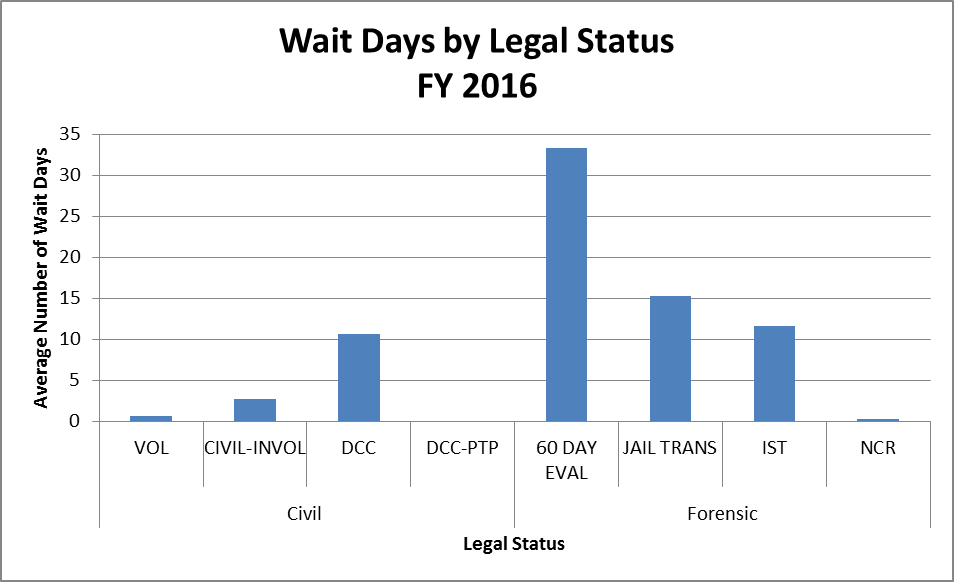 Wait Days by Legal Status
FY 2016
Average Number of Wait Days
35
30
25
20
15
10
5
0
VOL CIVIL-INVOL DCC DCC-PTP 60 DAY EVAL JAIL TRANS IST NCR
Civil Forensic
Legal Status